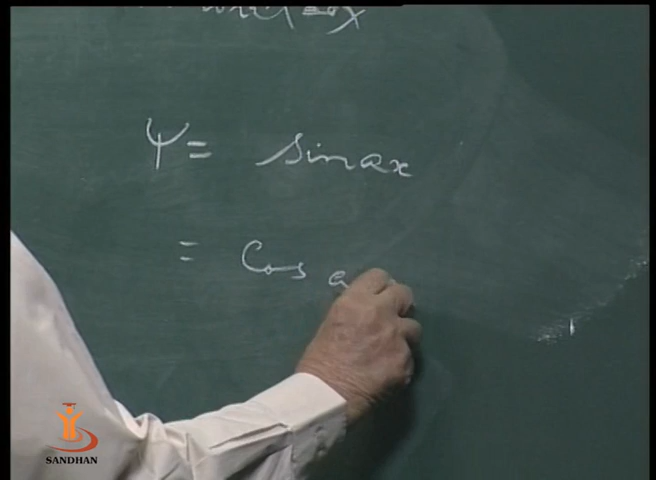 ψ = sin ax
= Cos a
SANDHAN